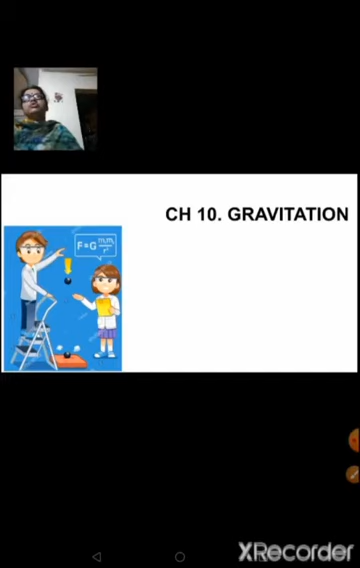 CH 10. GRAVITATION
F=G m₁m₂/r²
XRecorder